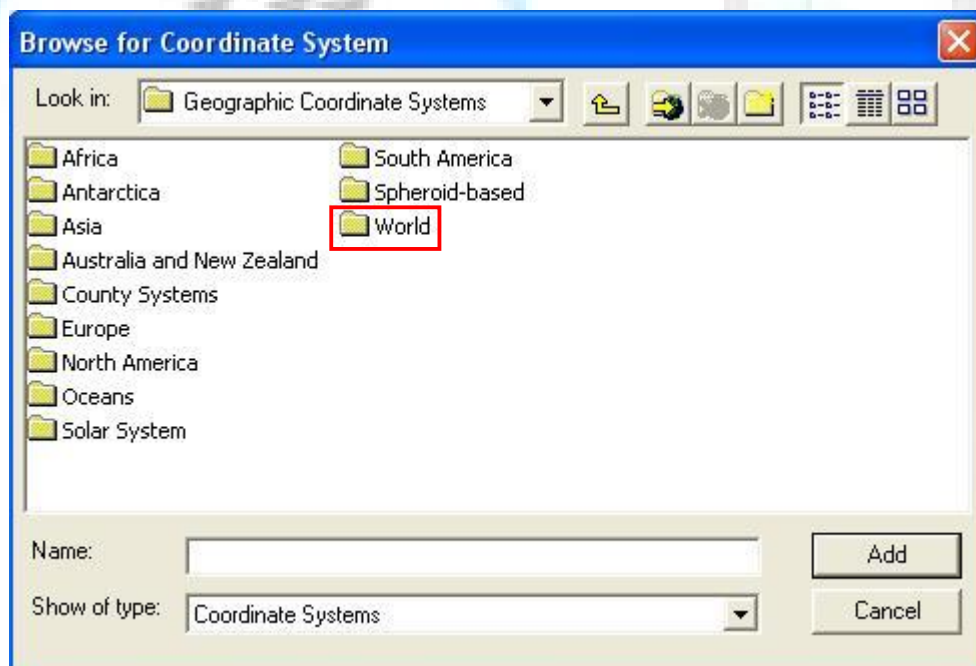 Browse for Coordinate System
Look in: Geographic Coordinate Systems
Africa
Antarctica
Asia
Australia and New Zealand
County Systems
Europe
North America
Oceans
Solar System
South America
Spheroid-based
World
Name: Add
Show of type: Coordinate Systems Cancel